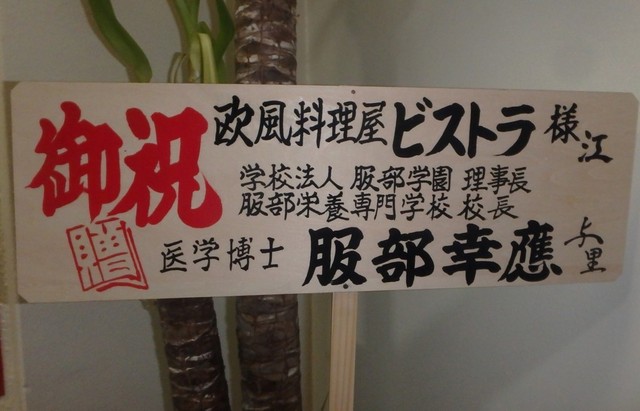 御祝
欧風料理屋ビストラ様江
学校法人 服部学園 理事長
服部栄養専門学校 校長
贈 医学博士 服部幸應 与里